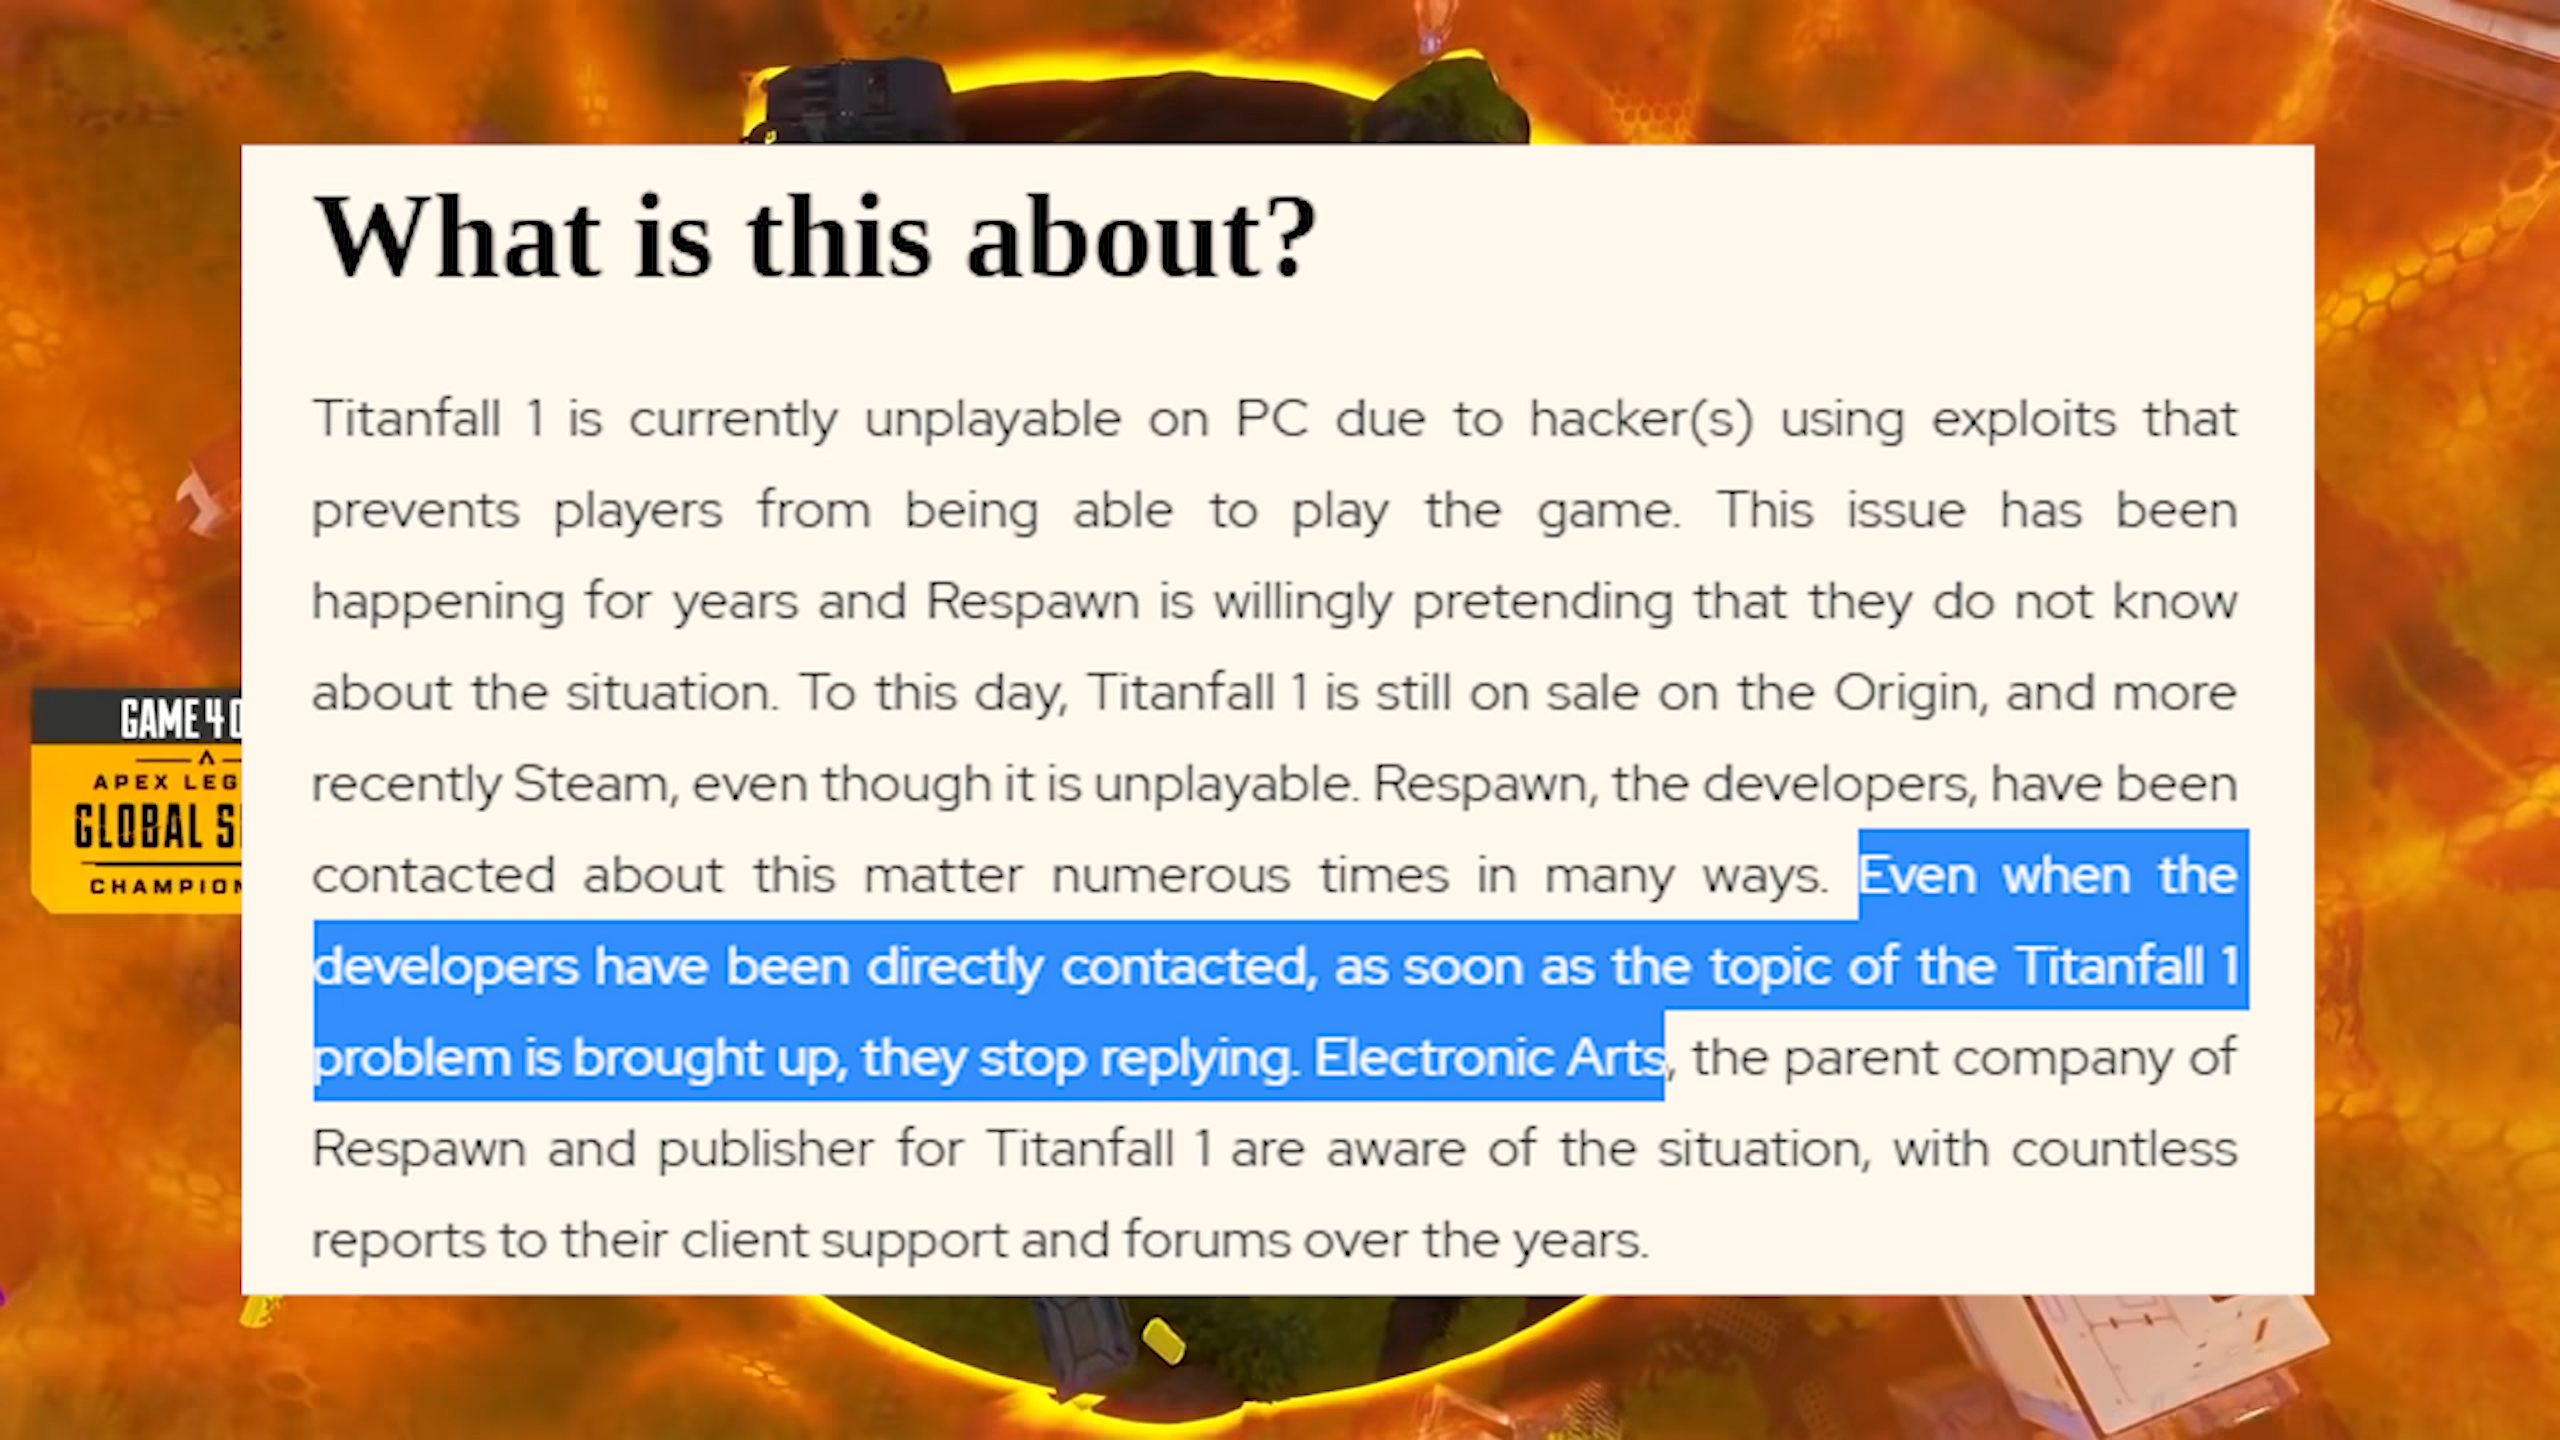 What is this about?
Titanfall 1 is currently unplayable on PC due to hacker(s) using exploits that
prevents players from being able to play the game. This issue has been
happening for years and Respawn is willingly pretending that they do not know
about the situation. To this day, Titanfall 1 is still on sale on the Origin, and more
recently Steam, even though it is unplayable. Respawn, the developers, have been
contacted about this matter numerous times in many ways. Even when the
developers have been directly contacted, as soon as the topic of the Titanfall 1
problem is brought up, they stop replying. Electronic Arts, the parent company of
Respawn and publisher for Titanfall 1 are aware of the situation, with countless
reports to their client support and forums over the years.
GAME 4
APEX LEG
GLOBAL S
CHAMPION